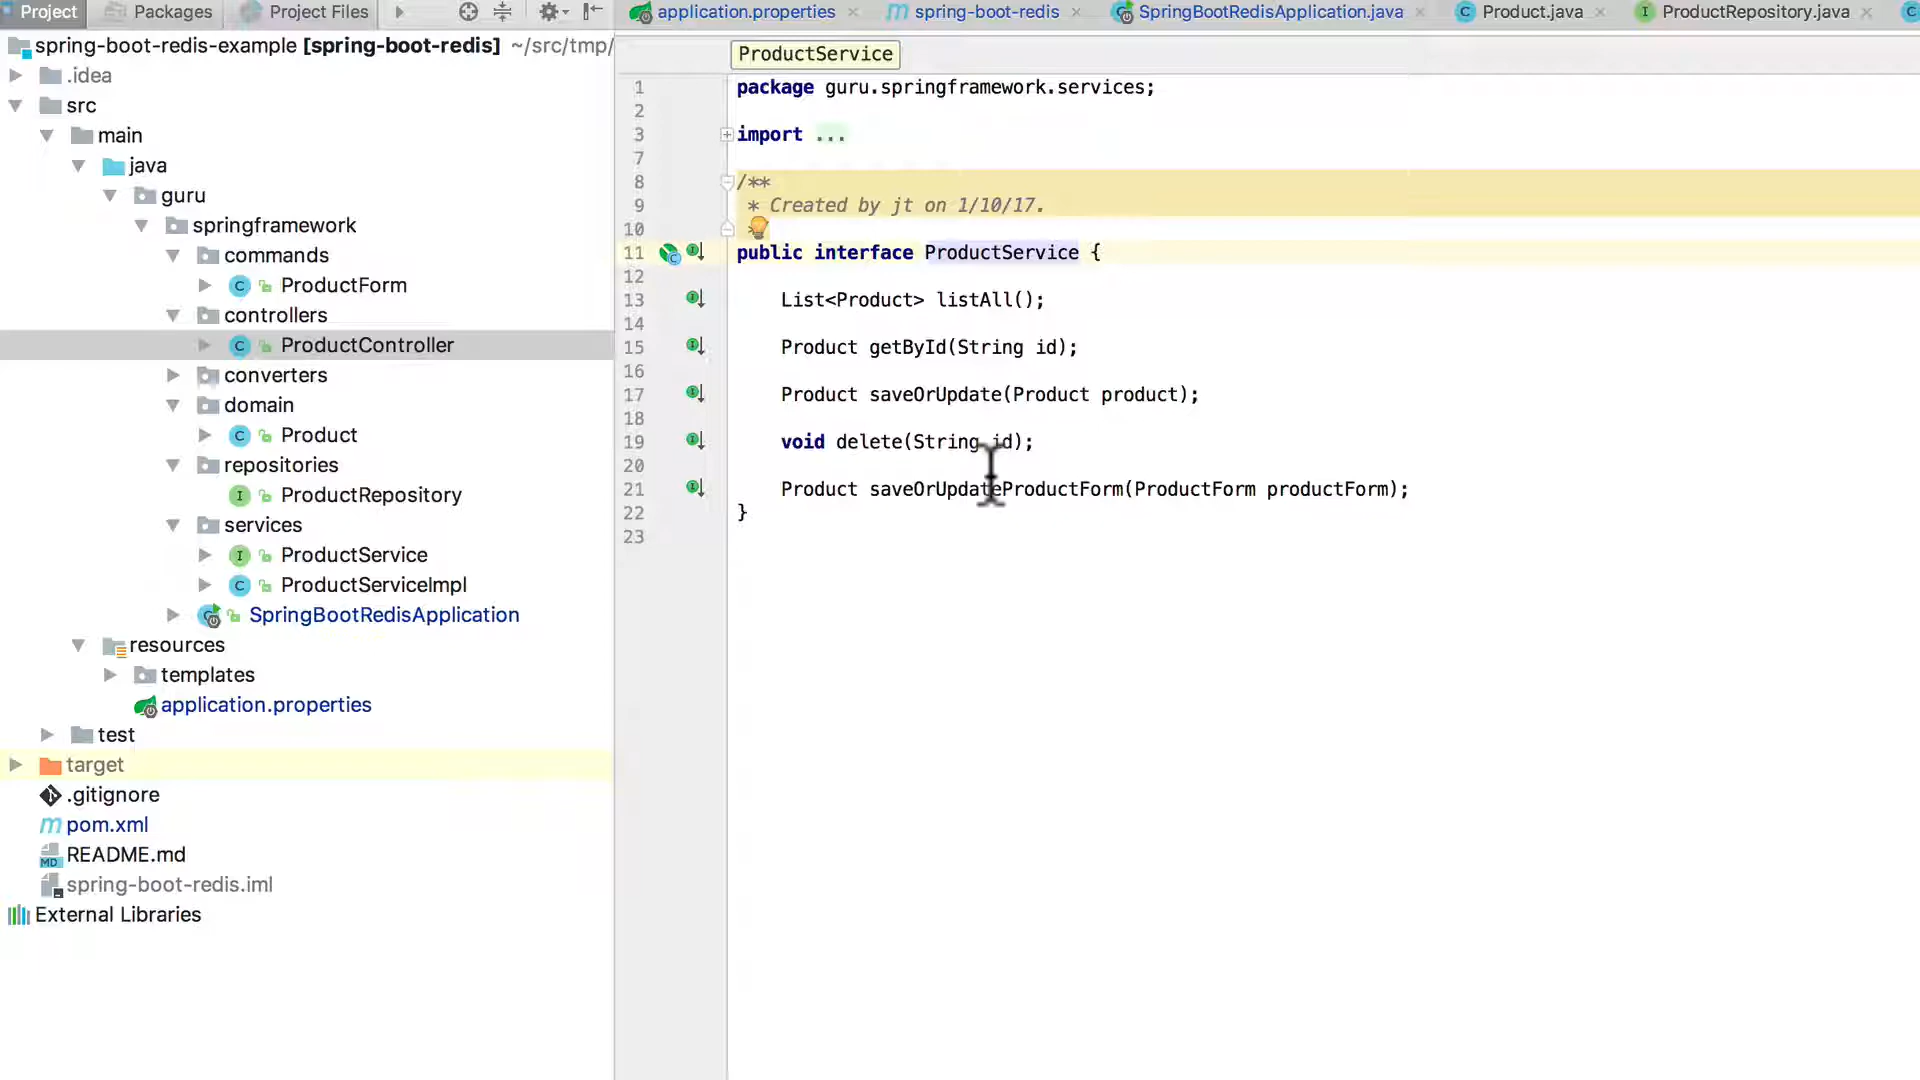 Project Packages Project Files
application.properties spring-boot-redis SpringBootRedisApplication.java Product.java ProductRepository.java
spring-boot-redis-example [spring-boot-redis] ~/src/tmp/
.idea
src
main
java
guru
springframework
commands
ProductForm
controllers
ProductController
converters
domain
Product
repositories
ProductRepository
services
ProductService
ProductServiceImpl
SpringBootRedisApplication
resources
templates
application.properties
test
target
.gitignore
pom.xml
README.md
spring-boot-redis.iml
External Libraries
ProductService
1 package guru.springframework.services;
2
3 import ...
7
8 /**
9 * Created by jt on 1/10/17.
10
11 public interface ProductService {
12
13 List<Product> listAll();
14
15 Product getById(String id);
16
17 Product saveOrUpdate(Product product);
18
19 void delete(String id);
20
21 Product saveOrUpdateProductForm(ProductForm productForm);
22 }
23